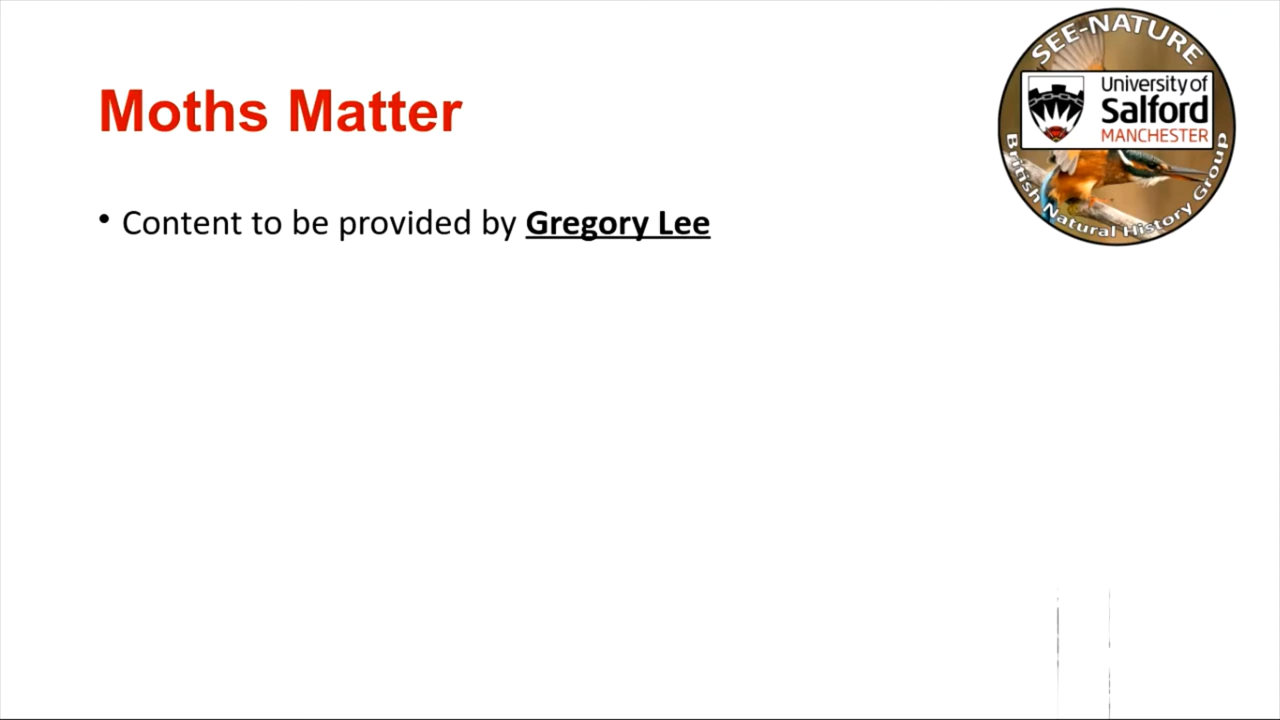 Moths Matter
• Content to be provided by Gregory Lee
SEE-NATURE
University of
Salford
MANCHESTER
British Natural History Group